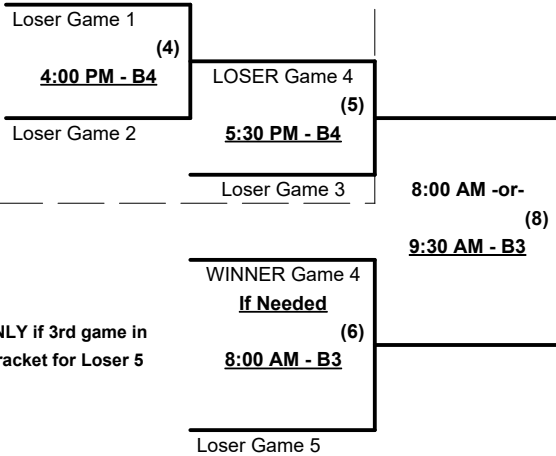 Loser Game 1
(4)
4:00 PM - B4
Loser Game 2
LOSER Game 4
(5)
5:30 PM - B4
Loser Game 3
8:00 AM -or-
(8)
9:30 AM - B3
WINNER Game 4
If Needed
(6)
8:00 AM - B3
Loser Game 5
if 3rd game in
for Loser 5